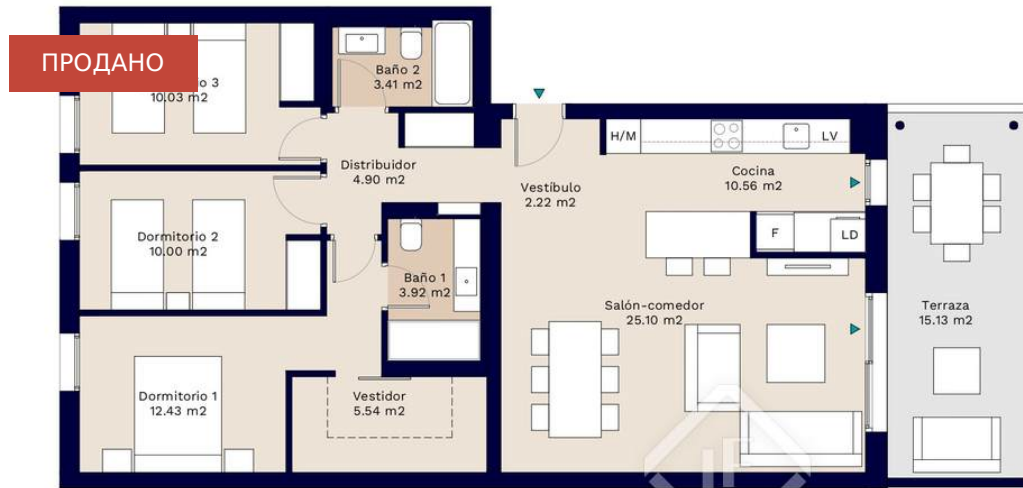 ПРОДАНО
3
10.03 m2
Baño 2
3.41 m2
H/M
LV
Distribuidor
4.90 m2
Vestíbulo
2.22 m2
Cocina
10.56 m2
Dormitorio 2
10.00 m2
F
LD
Baño 1
3.92 m2
Salón-comedor
25.10 m2
Terraza
15.13 m2
Dormitorio 1
12.43 m2
Vestidor
5.54 m2